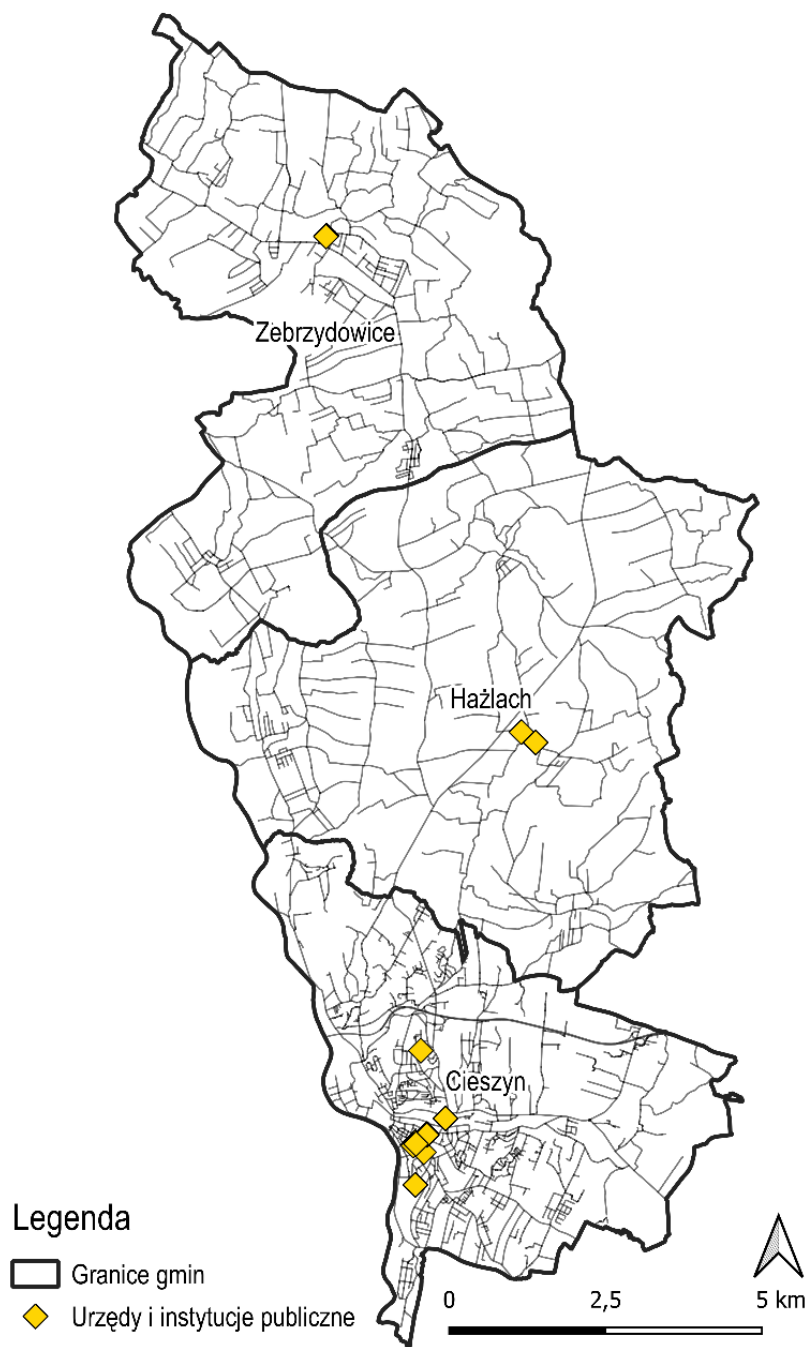 Zebrzydowice
Hażlach
Cieszyn
Legenda
Granice gmin
Urzędy i instytucje publiczne
0 2,5 5 km